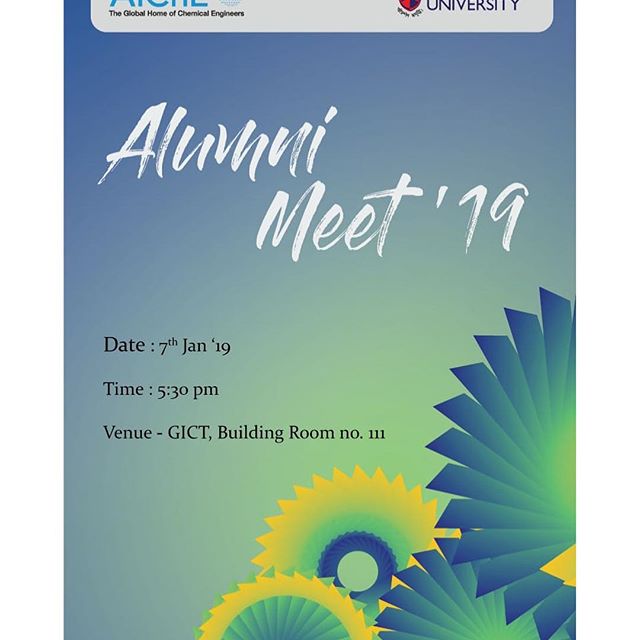 AIChE
The Global Home of Chemical Engineers
UNIVERSITY
Alumni
Meet '19
Date : 7th Jan ‘19
Time : 5:30 pm
Venue - GICT, Building Room no. 111